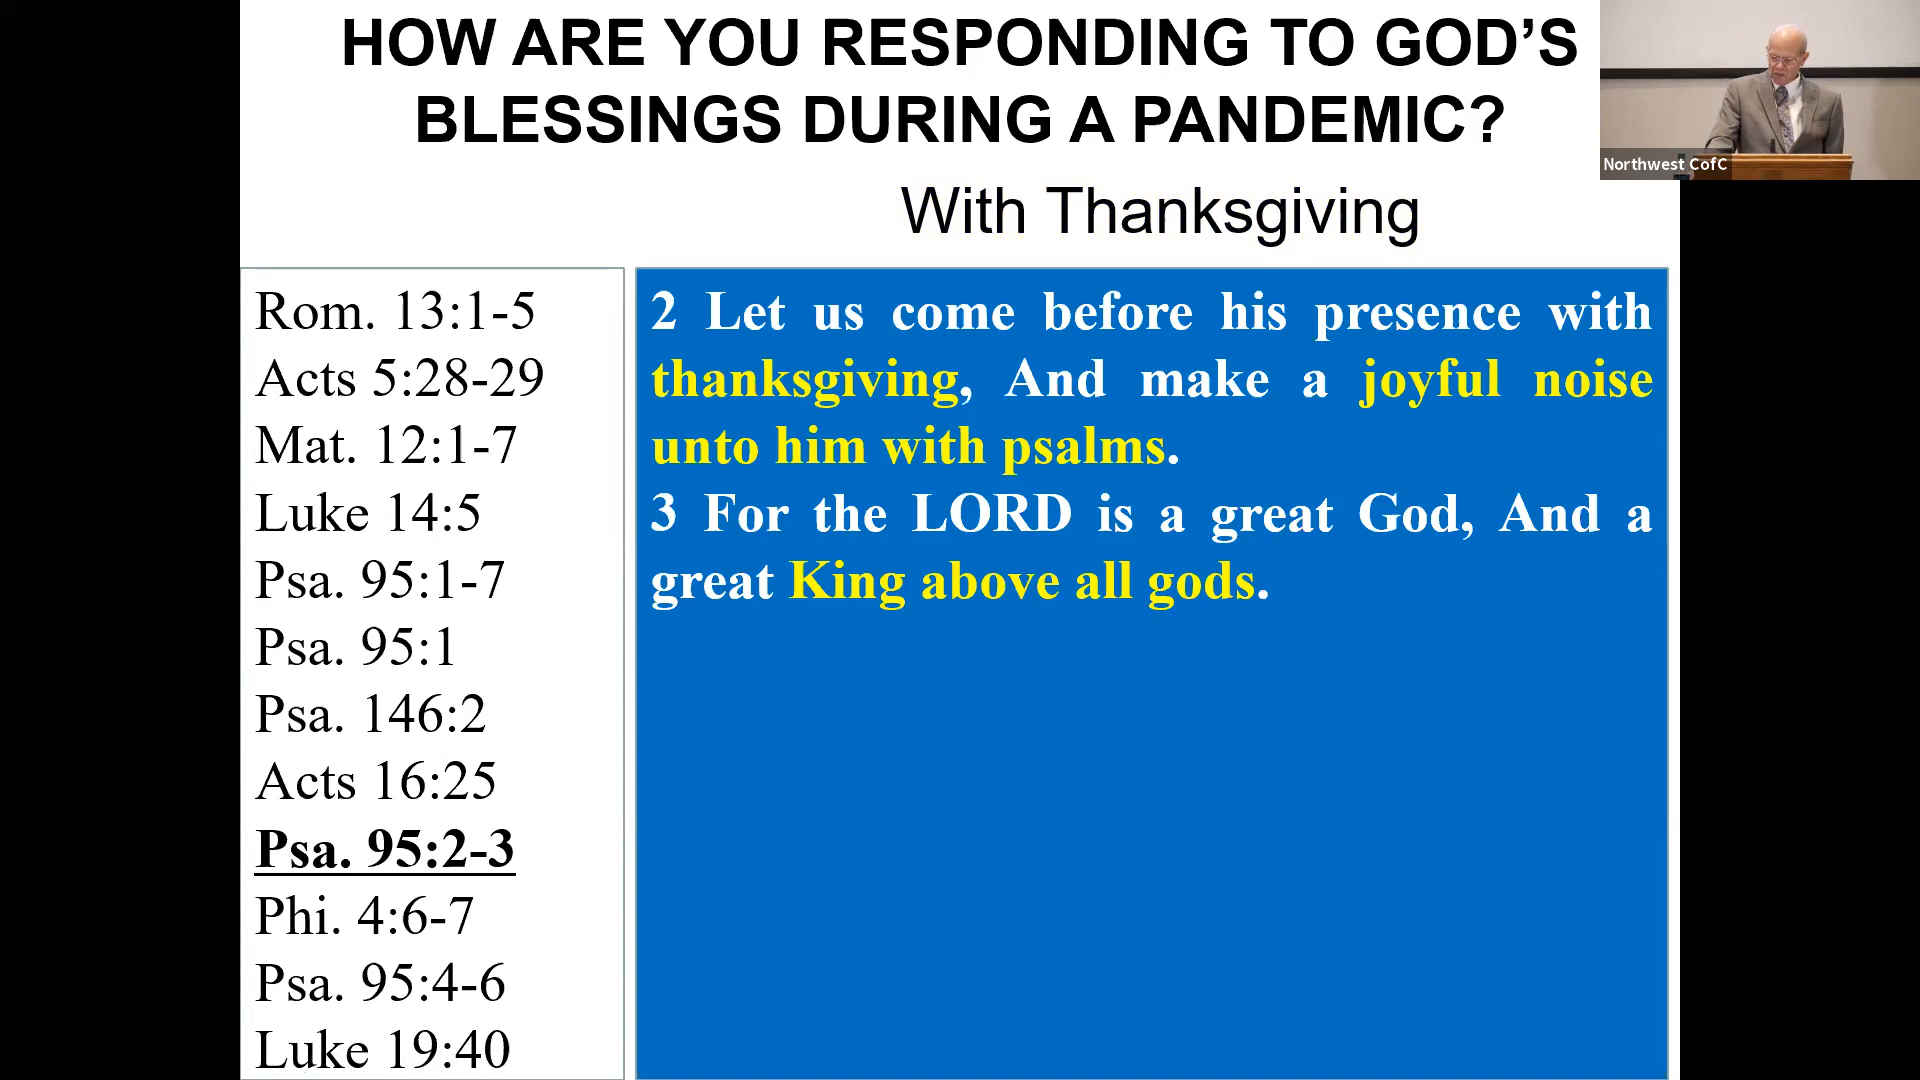 HOW ARE YOU RESPONDING TO GOD’S
BLESSINGS DURING A PANDEMIC?
Northwest CofC
With Thanksgiving
Rom. 13:1-5
Acts 5:28-29
Mat. 12:1-7
Luke 14:5
Psa. 95:1-7
Psa. 95:1
Psa. 146:2
Acts 16:25
Psa. 95:2-3
Phi. 4:6-7
Psa. 95:4-6
Luke 19:40
2 Let us come before his presence with
thanksgiving, And make a joyful noise
unto him with psalms.
3 For the LORD is a great God, And a
great King above all gods.